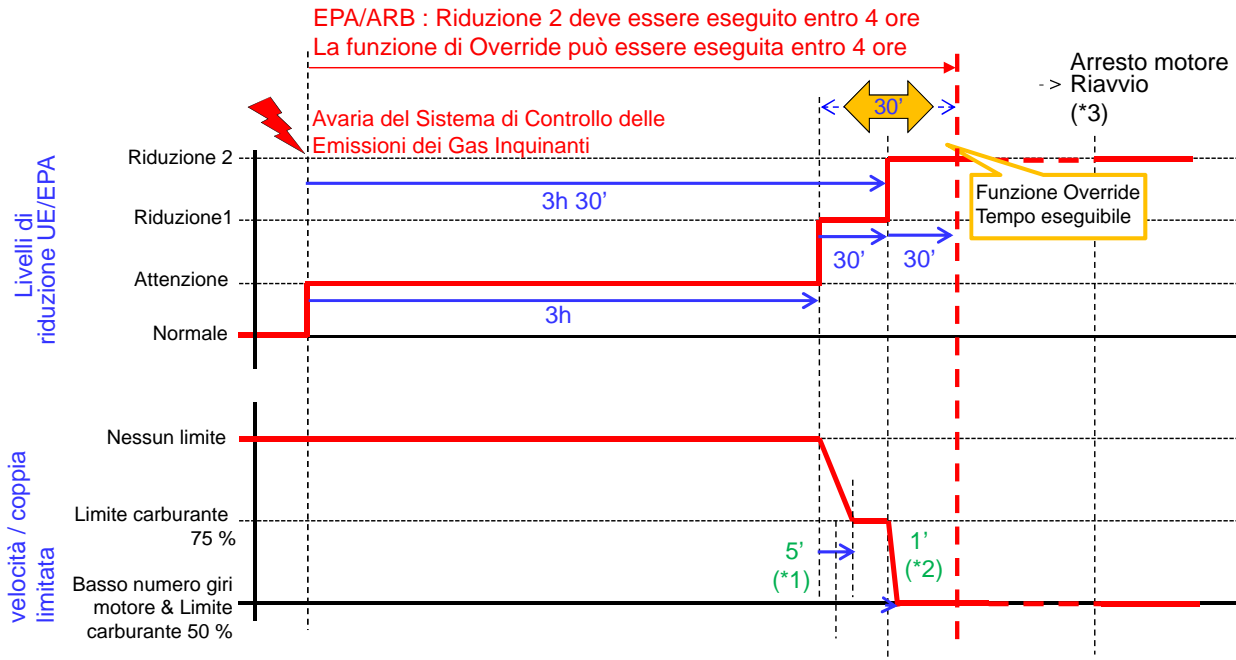 EPA/ARB : Riduzione 2 deve essere eseguito entro 4 ore
La funzione di Override può essere eseguita entro 4 ore
Arresto motore
- > Riavvio
(*3)
30'
Avaria del Sistema di Controllo delle
Emissioni dei Gas Inquinanti
Livelli di
riduzione UE/EPA
Riduzione 2
3h 30'
Funzione Override
Tempo eseguibile
Riduzione1
30'
30'
Attenzione
3h
Normale
velocità / coppia
limitata
Nessun limite
Limite carburante
75 %
5'
(*1)
1'
(*2)
Basso numero giri
motore & Limite
carburante 50 %